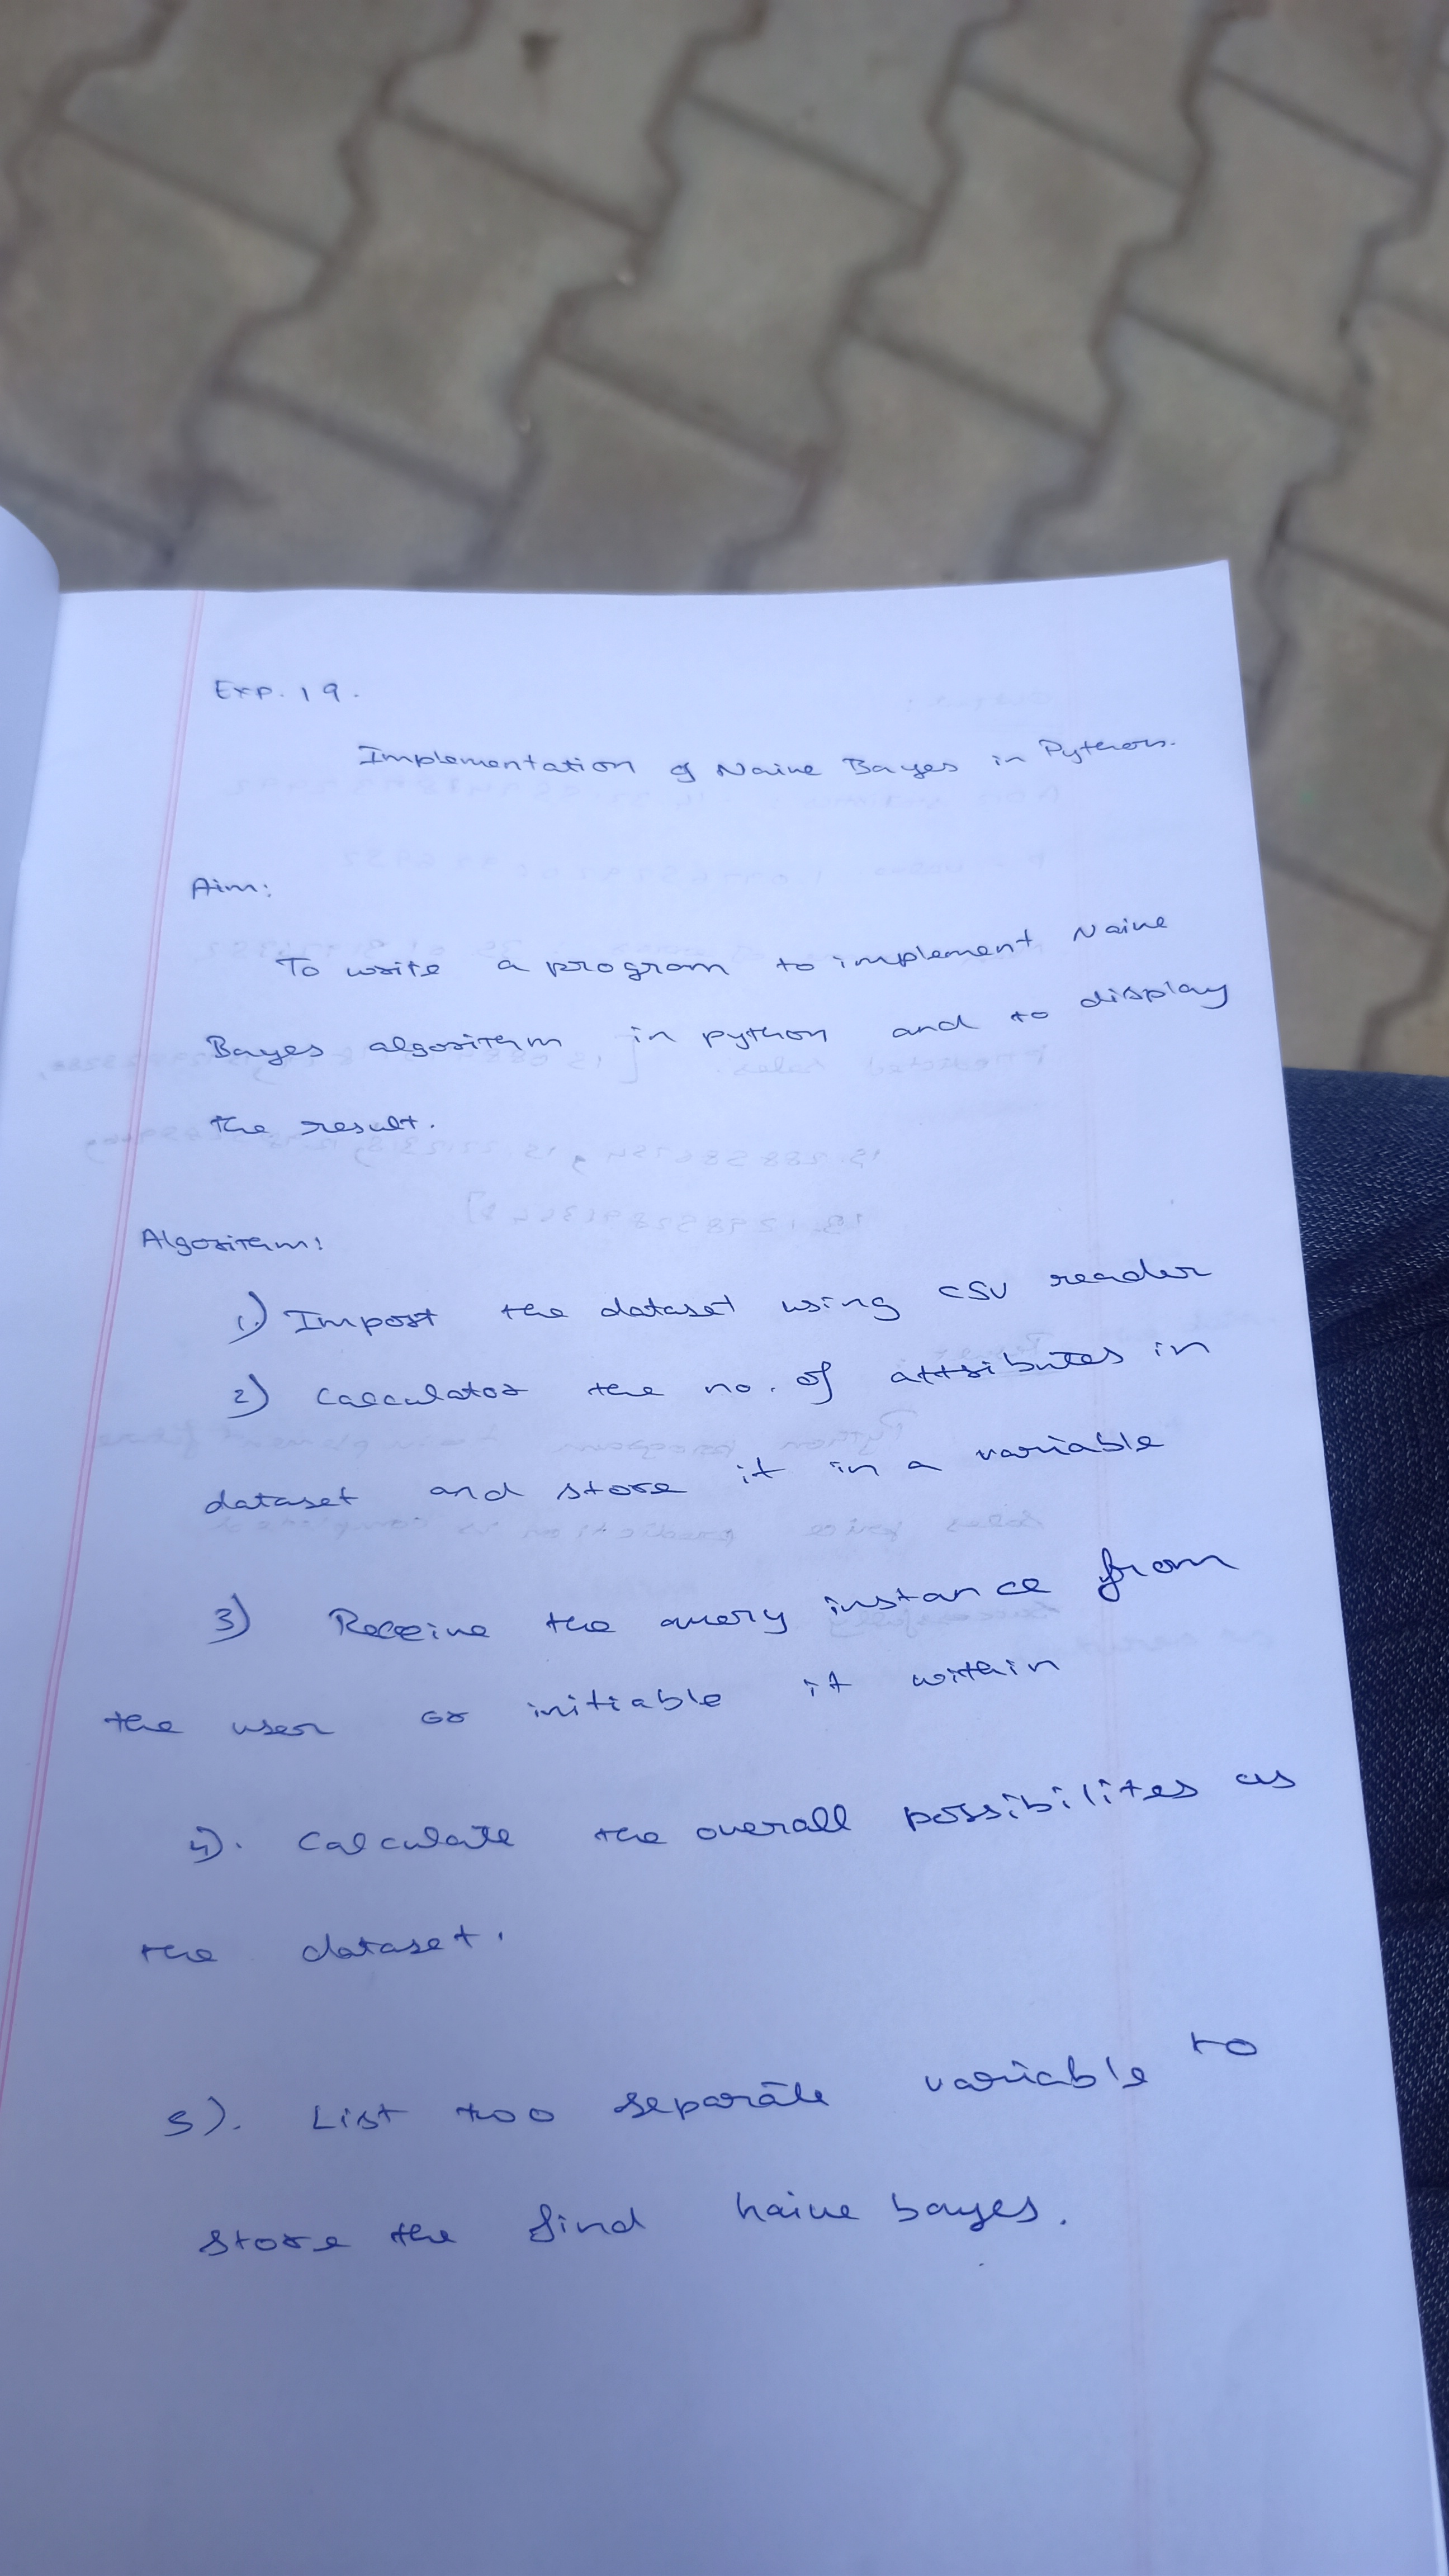 Exp. 19.
Implementation of Naive Bayes in Python.
Aim:
To write a program to implement Naive
Bayes algorithm in python and to display
the result.
Algorithm:
1.) Import the dataset using csv reader
2) Calculator the no. of attributes in
dataset and store it in a variable
3) Receive the query instance from
the user or initiable it within
4). Calculate the overall possibilites as
the dataset.
5). List two separate variable to
store the find naive bayes.